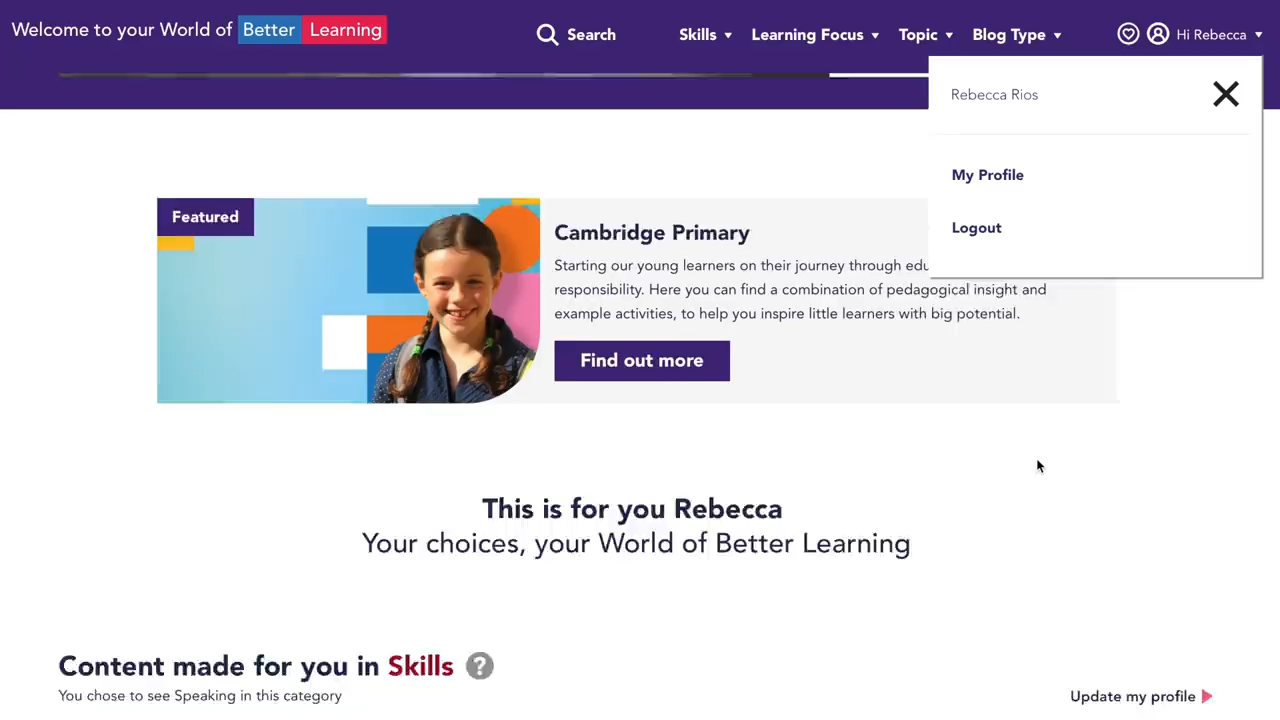 Welcome to your World of Better Learning
Search
Skills
Learning Focus
Topic
Blog Type
Hi Rebecca
Rebecca Rios
My Profile
Logout
Featured
Cambridge Primary
Starting our young learners on their journey through
responsibility. Here you can find a combination of pedagogical insight and
example activities, to help you inspire little learners with big potential.
Find out more
This is for you Rebecca
Your choices, your World of Better Learning
Content made for you in Skills ?
You chose to see Speaking in this category
Update my profile